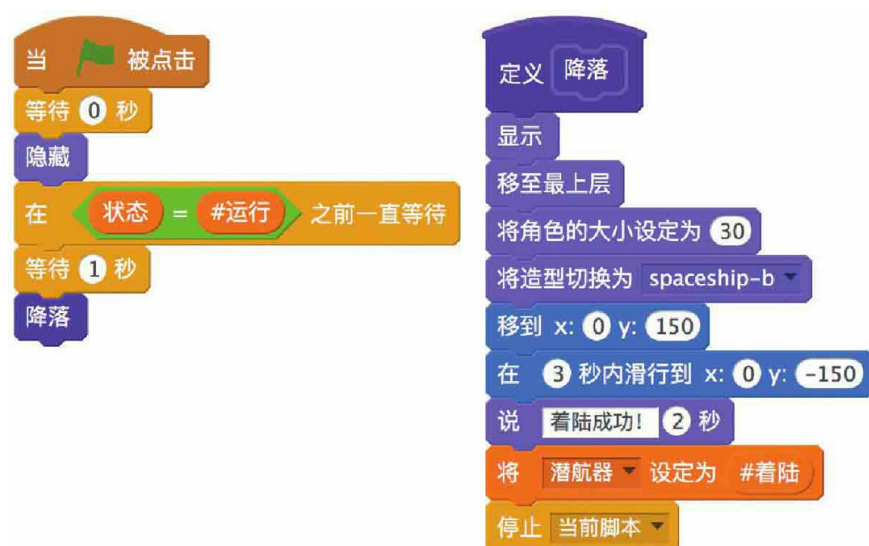 当 被点击
等待 0 秒
隐藏
在 状态 = #运行 之前一直等待
等待 1 秒
降落
定义 降落
显示
移至最上层
将角色的大小设定为 30
将造型切换为 spaceship-b
移到 x: 0 y: 150
在 3 秒内滑行到 x: 0 y: -150
说 着陆成功! 2 秒
将 潜航器 设定为 #着陆
停止 当前脚本